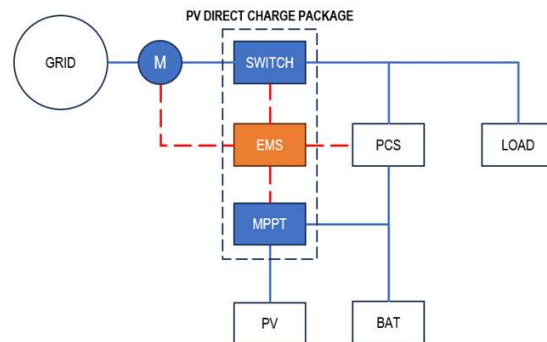 PV DIRECT CHARGE PACKAGE
GRID
M
SWITCH
EMS
PCS
LOAD
MPPT
PV
BAT